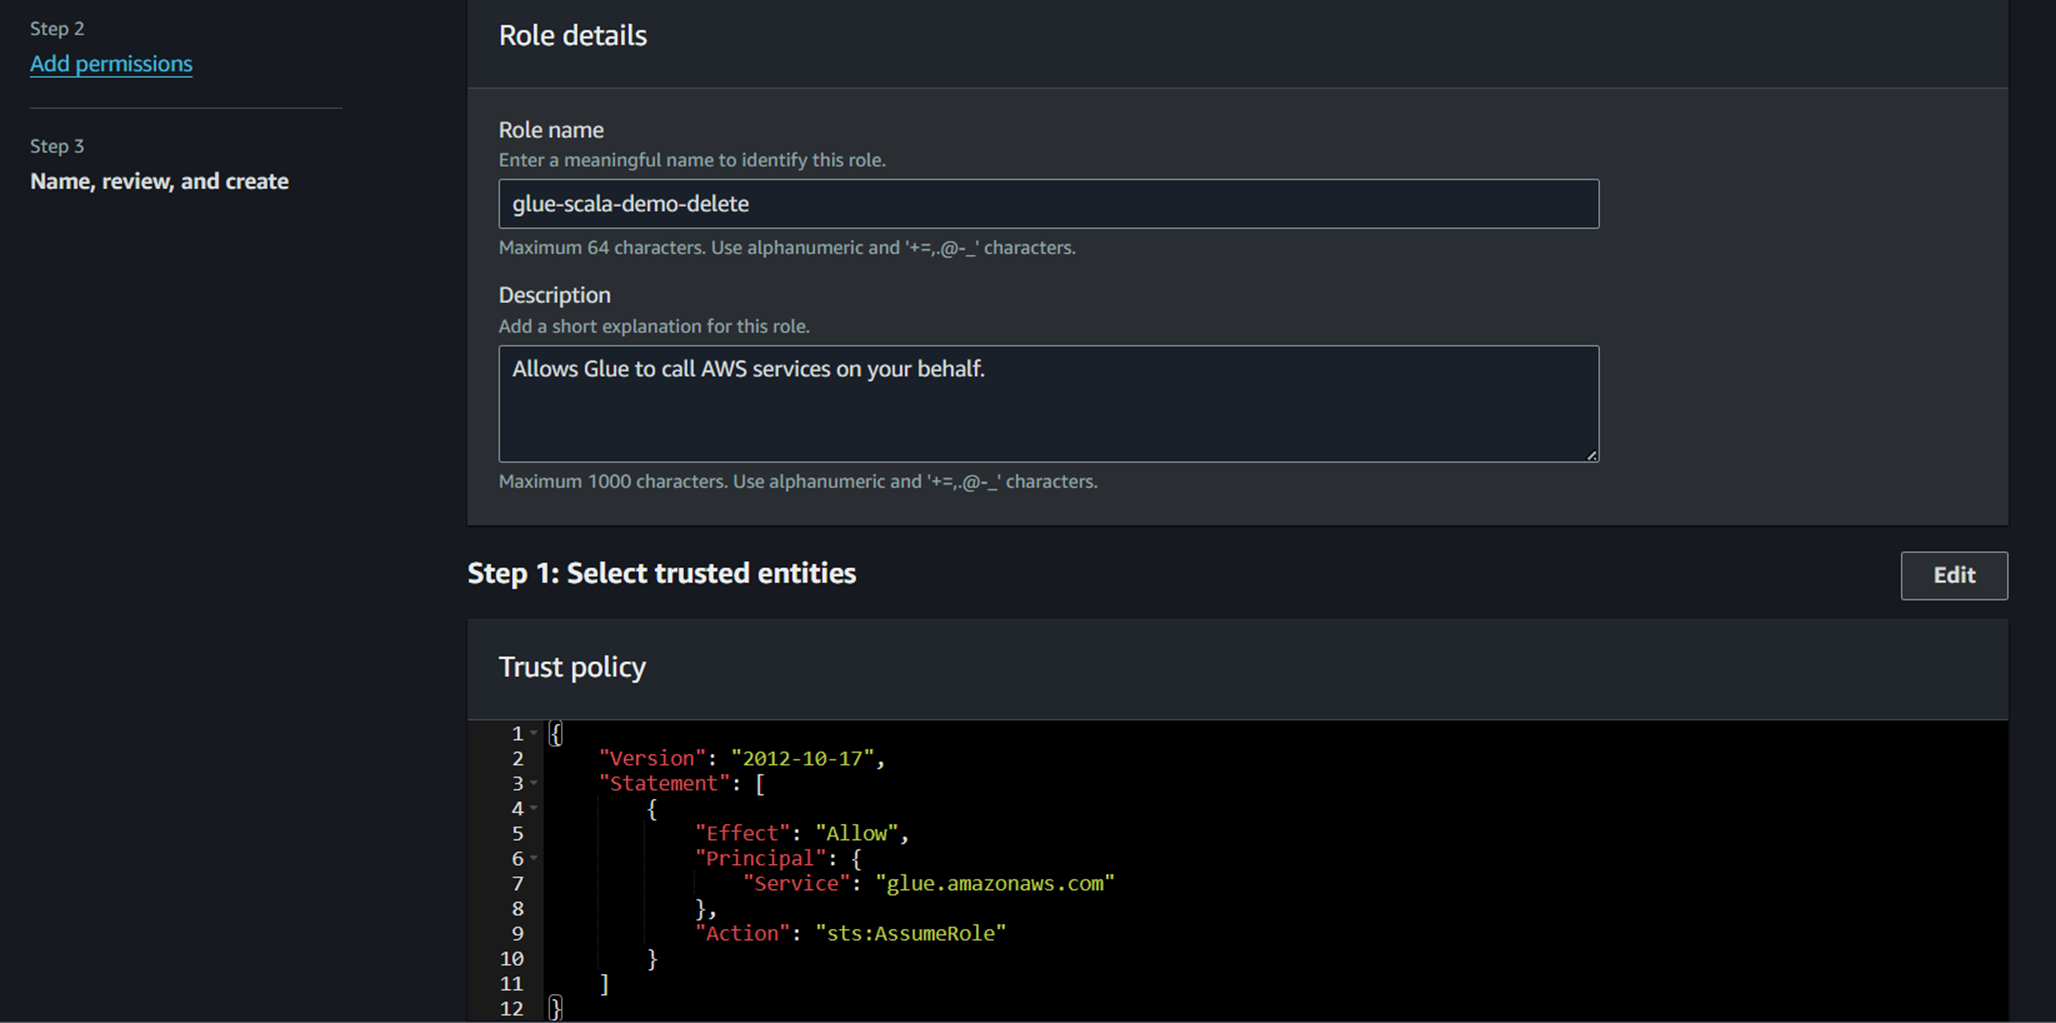 Step 2
Add permissions
Step 3
Name, review, and create
Role details
Role name
Enter a meaningful name to identify this role.
glue-scala-demo-delete
Maximum 64 characters. Use alphanumeric and '+=,.@-_' characters.
Description
Add a short explanation for this role.
Allows Glue to call AWS services on your behalf.
Maximum 1000 characters. Use alphanumeric and '+=,.@-_' characters.
Step 1: Select trusted entities
Edit
Trust policy
1 {
2 "Version": "2012-10-17",
3 "Statement": [
4 {
5 "Effect": "Allow",
6 "Principal": {
7 "Service": "glue.amazonaws.com"
8 },
9 "Action": "sts:AssumeRole"
10 }
11 ]
12 }